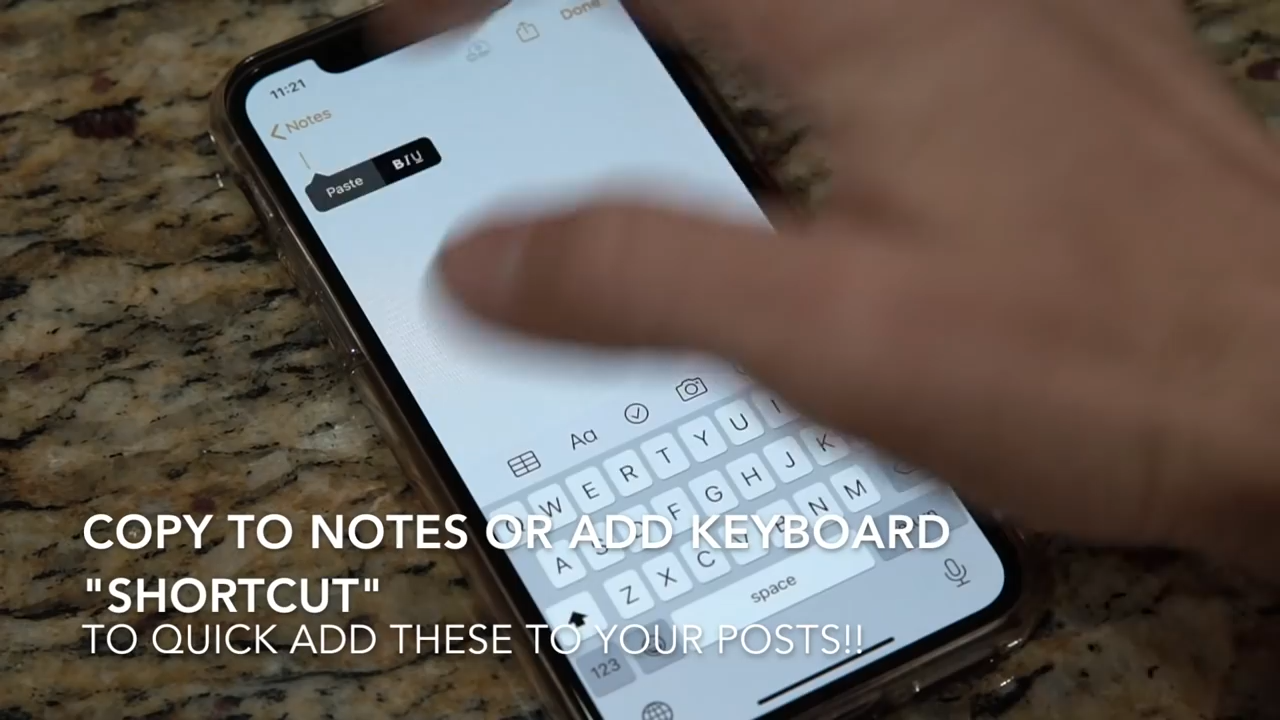 Done
11:21
Notes
Paste
BIU
Aa
Q W E R T Y U I
A S D F G H J K
Z X C V B N M
123
space
COPY TO NOTES OR ADD KEYBOARD
"SHORTCUT"
TO QUICK ADD THESE TO YOUR POSTS!!